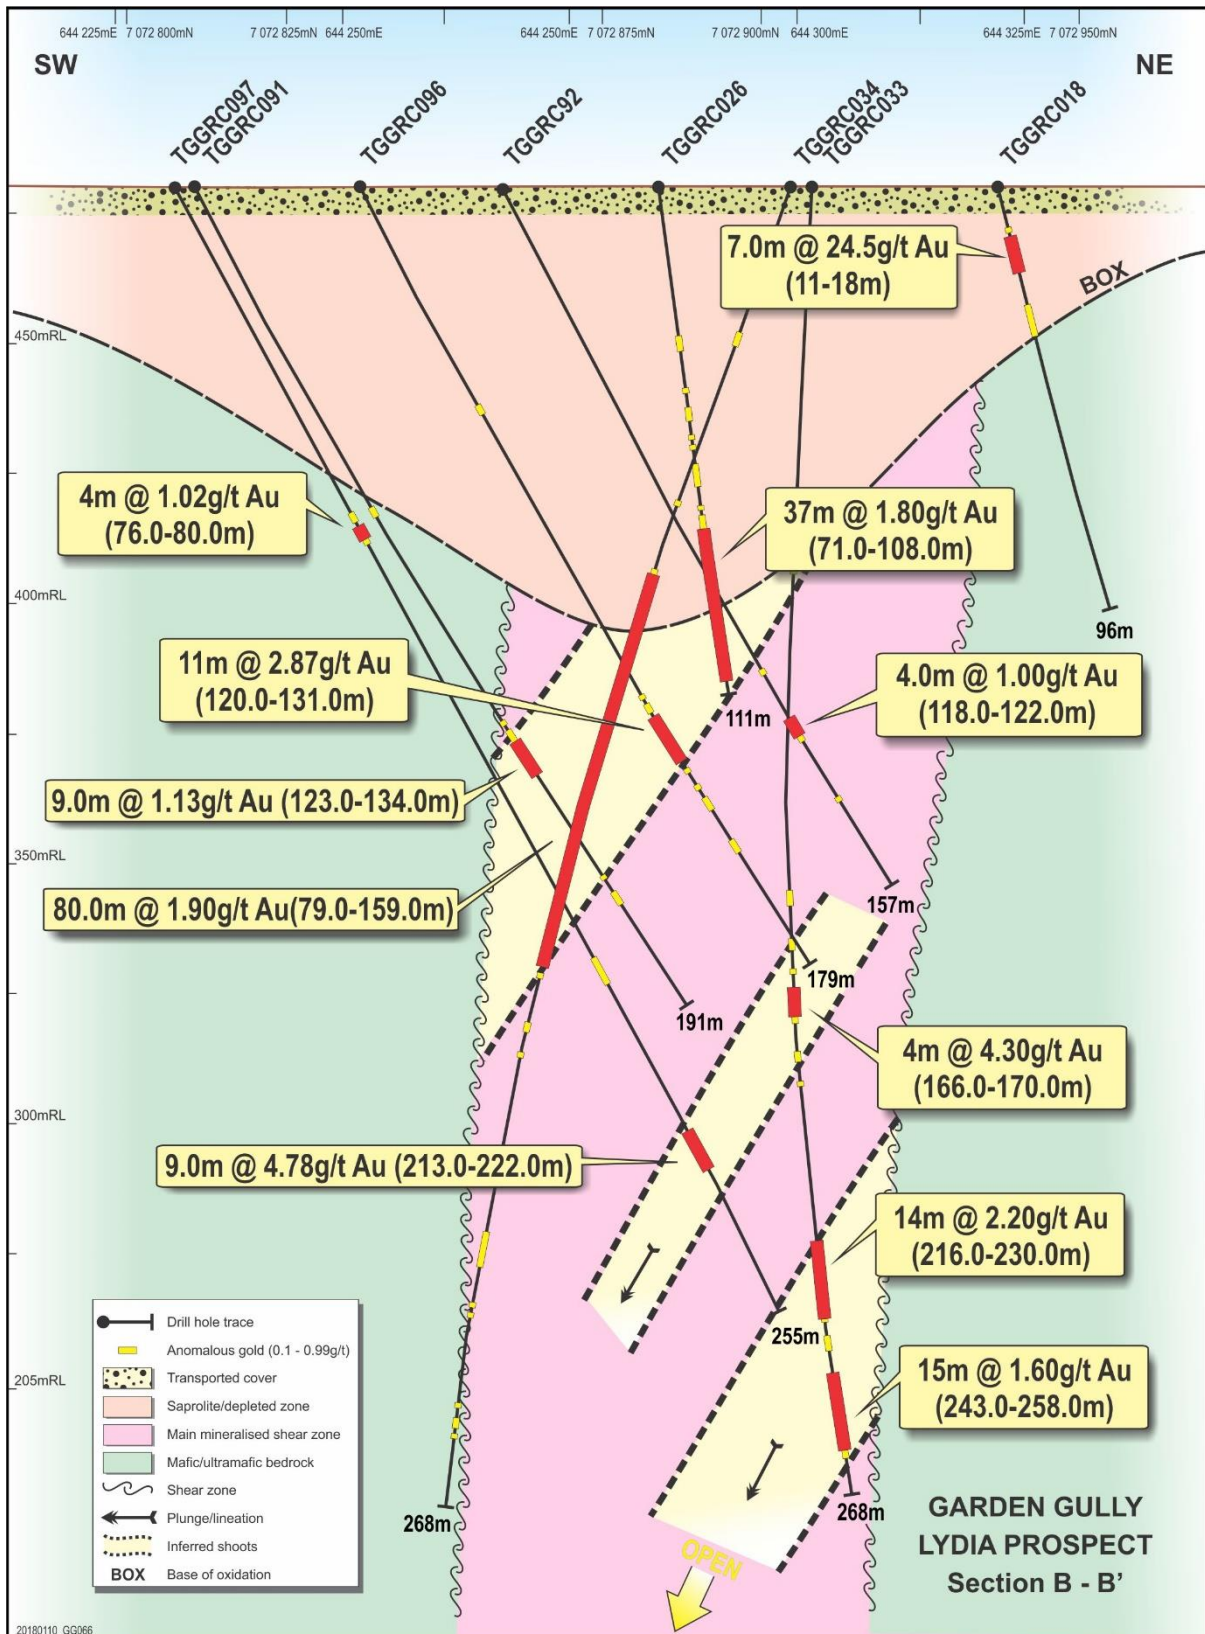 644 225mE 7 072 800mN 7 072 825mN 644 250mE 644 250mE 7 072 875mN 7 072 900mN 644 300mE 644 325mE 7 072 950mN
SW
NE
TGGRC097
TGGRC091
TGGRC096
TGGRC92
TGGRC026
TGGRC034
TGGRC033
TGGRC018
7.0m @ 24.5g/t Au
(11-18m)
BOX
450mRL
4m @ 1.02g/t Au
(76.0-80.0m)
37m @ 1.80g/t Au
(71.0-108.0m)
400mRL
96m
11m @ 2.87g/t Au
(120.0-131.0m)
4.0m @ 1.00g/t Au
(118.0-122.0m)
111m
9.0m @ 1.13g/t Au (123.0-134.0m)
350mRL
80.0m @ 1.90g/t Au(79.0-159.0m)
157m
179m
191m
4m @ 4.30g/t Au
(166.0-170.0m)
300mRL
9.0m @ 4.78g/t Au (213.0-222.0m)
14m @ 2.20g/t Au
(216.0-230.0m)
255m
15m @ 1.60g/t Au
(243.0-258.0m)
205mRL
Drill hole trace
Anomalous gold (0.1 - 0.99g/t)
Transported cover
Saprolite/depleted zone
Main mineralised shear zone
Mafic/ultramafic bedrock
Shear zone
Plunge/lineation
Inferred shoots
BOX Base of oxidation
268m
268m
OPEN
GARDEN GULLY
LYDIA PROSPECT
Section B - B'
20180110_GG066